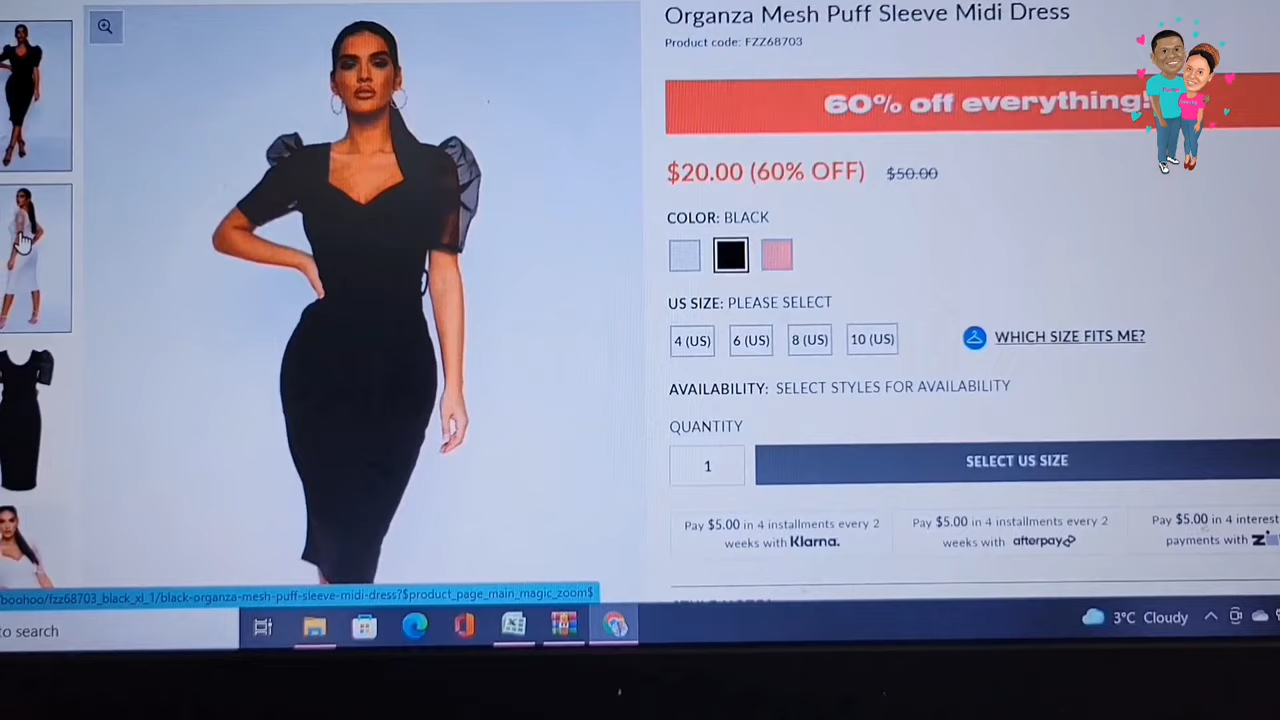 Organza Mesh Puff Sleeve Midi Dress
Product code: FZZ68703
60% off everything!
$20.00 (60% OFF) $50.00
COLOR: BLACK
US SIZE: PLEASE SELECT
4 (US) 6 (US) 8 (US) 10 (US) WHICH SIZE FITS ME?
AVAILABILITY: SELECT STYLES FOR AVAILABILITY
QUANTITY
1 SELECT US SIZE
Pay $5.00 in 4 installments every 2
weeks with Klarna.
Pay $5.00 in 4 installments every 2
weeks with afterpay
Pay $5.00 in 4 interest
payments with
boohoo/fzz68703_black_xl_1/black-organza-mesh-puff-sleeve-midi-dress?$product_page_main_magic_zoom$
to search
3°C Cloudy